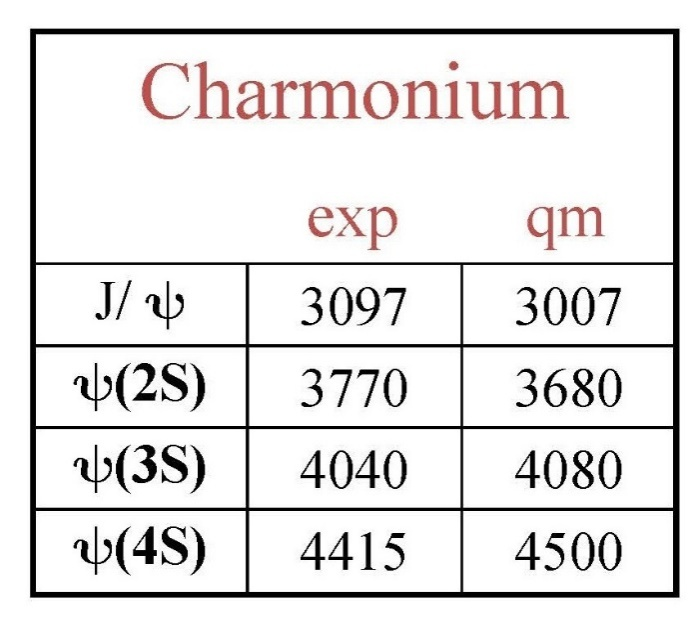 Charmonium
exp qm
J/ ψ 3097 3007
ψ(2S) 3770 3680
ψ(3S) 4040 4080
ψ(4S) 4415 4500